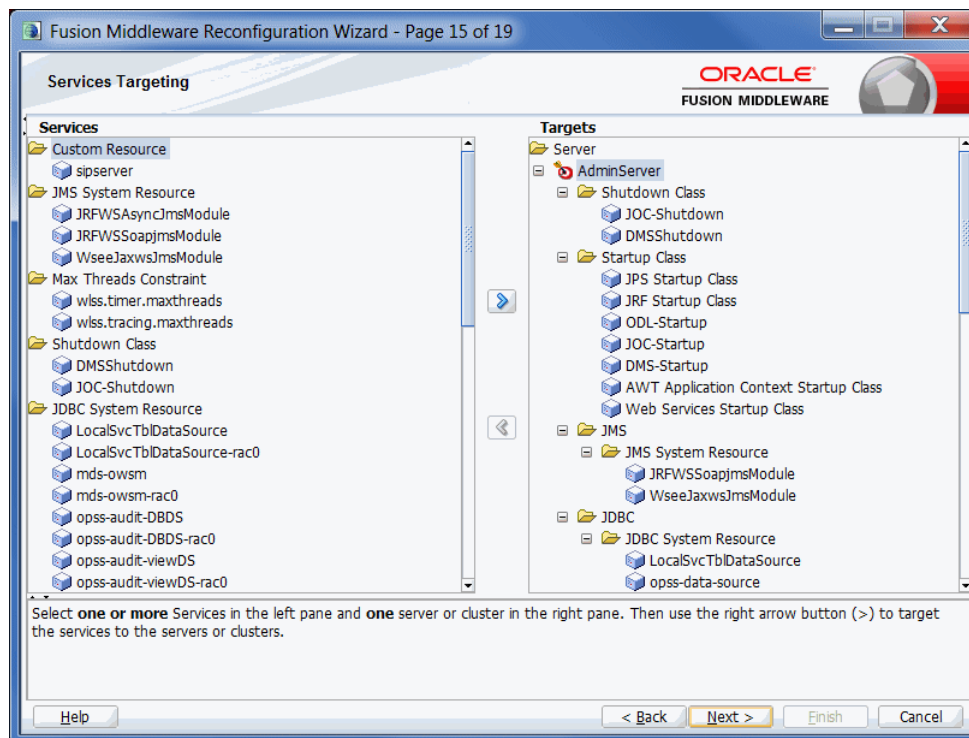 Fusion Middleware Reconfiguration Wizard - Page 15 of 19
Services Targeting
ORACLE
FUSION MIDDLEWARE
Services
Custom Resource
sipserver
JMS System Resource
JRFWSAsyncJmsModule
JRFWSSoapjmsModule
WseeJaxwsJmsModule
Max Threads Constraint
wlss.timer.maxthreads
wlss.tracing.maxthreads
Shutdown Class
DMSShutdown
JOC-Shutdown
JDBC System Resource
LocalSvcTblDataSource
LocalSvcTblDataSource-rac0
mds-owsm
mds-owsm-rac0
opss-audit-DBDS
opss-audit-DBDS-rac0
opss-audit-viewDS
opss-audit-viewDS-rac0
Targets
Server
AdminServer
Shutdown Class
JOC-Shutdown
DMSShutdown
Startup Class
JPS Startup Class
JRF Startup Class
ODL-Startup
JOC-Startup
DMS-Startup
AWT Application Context Startup Class
Web Services Startup Class
JMS
JMS System Resource
JRFWSSoapjmsModule
WseeJaxwsJmsModule
JDBC
JDBC System Resource
LocalSvcTblDataSource
opss-data-source
Select one or more Services in the left pane and one server or cluster in the right pane. Then use the right arrow button (>) to target
the services to the servers or clusters.
Help
< Back
Next >
Finish
Cancel